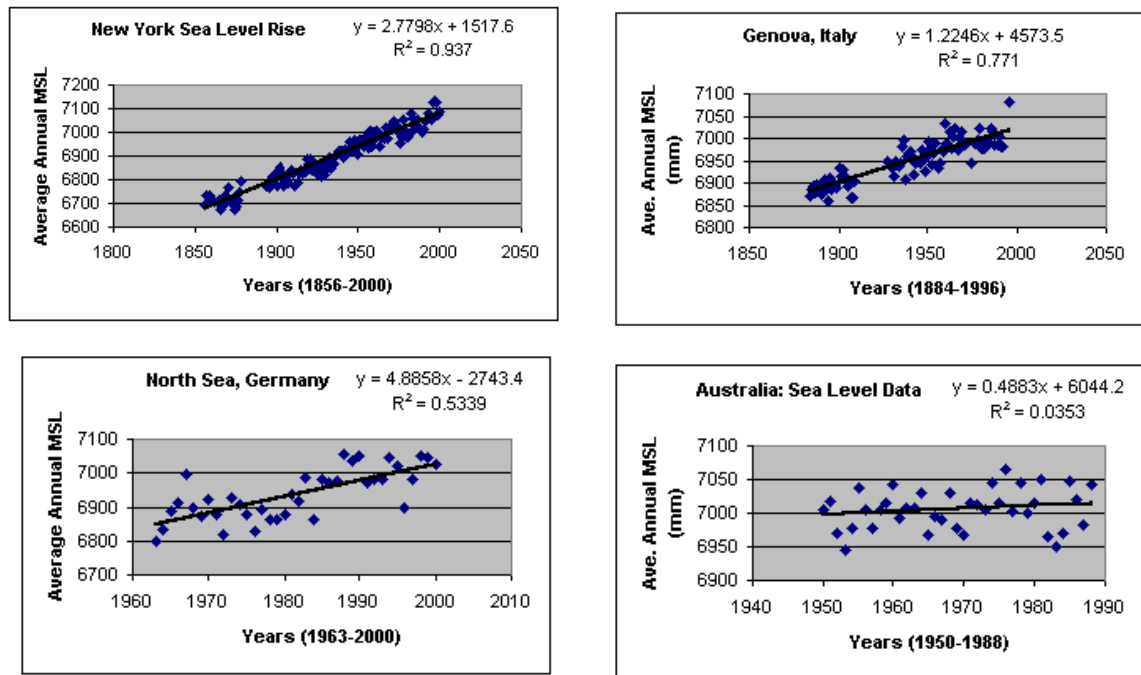 New York Sea Level Rise
y = 2.7798x + 1517.6
R² = 0.937
Average Annual MSL
7200
7100
7000
6900
6800
6700
6600
1800 1850 1900 1950 2000 2050
Years (1856-2000)
Genova, Italy
y = 1.2246x + 4573.5
R² = 0.771
Ave. Annual MSL
(mm)
7100
7050
7000
6950
6900
6850
6800
1850 1900 1950 2000 2050
Years (1884-1996)
North Sea, Germany
y = 4.8858x - 2743.4
R² = 0.5339
Average Annual MSL
7100
7000
6900
6800
6700
1960 1970 1980 1990 2000 2010
Years (1963-2000)
Australia: Sea Level Data
y = 0.4883x + 6044.2
R² = 0.0353
Ave. Annual MSL
(mm)
7100
7050
7000
6950
6900
1940 1950 1960 1970 1980 1990
Years (1950-1988)